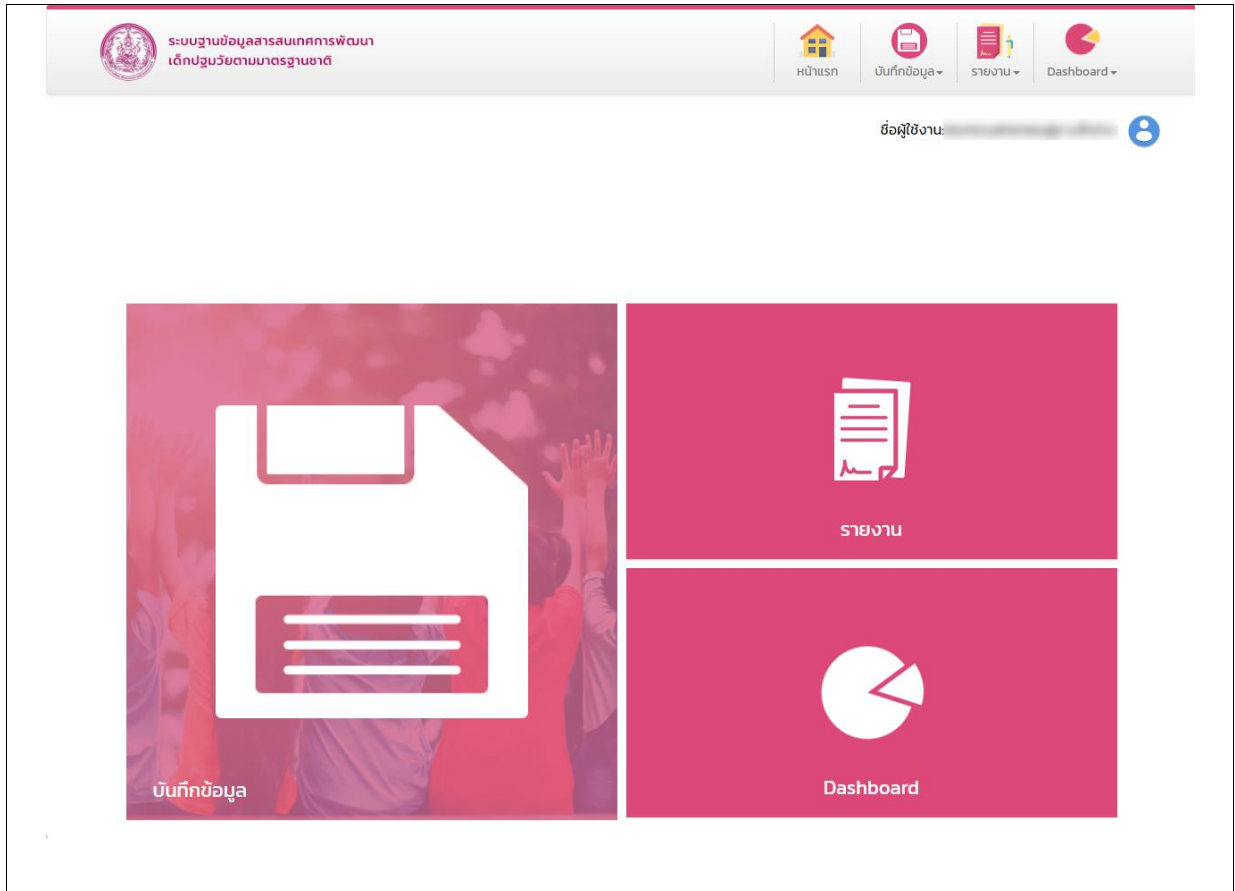 ระบบฐานข้อมูลสารสนเทศการพัฒนา
เด็กปฐมวัยตามมาตรฐานชาติ
หน้าแรก
บันทึกข้อมูล
รายงาน
Dashboard
ชื่อผู้ใช้งาน:
บันทึกข้อมูล
รายงาน
Dashboard